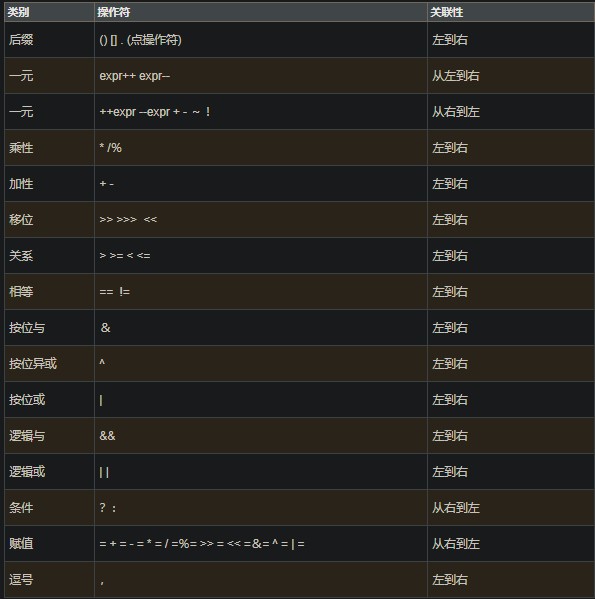 类别 操作符 关联性
后缀 () [] . (点操作符) 左到右
一元 expr++ expr-- 从左到右
一元 ++expr --expr + - ～ ！ 从右到左
乘性 * /% 左到右
加性 + - 左到右
移位 >> >>>  << 左到右
关系 > >= < <= 左到右
相等 ==  != 左到右
按位与 ＆ 左到右
按位异或 ^ 左到右
按位或 | 左到右
逻辑与 && 左到右
逻辑或 | | 左到右
条件 ？： 从右到左
赋值 = + = - = * = / =%= >> = << =＆= ^ = | = 从右到左
逗号 ， 左到右